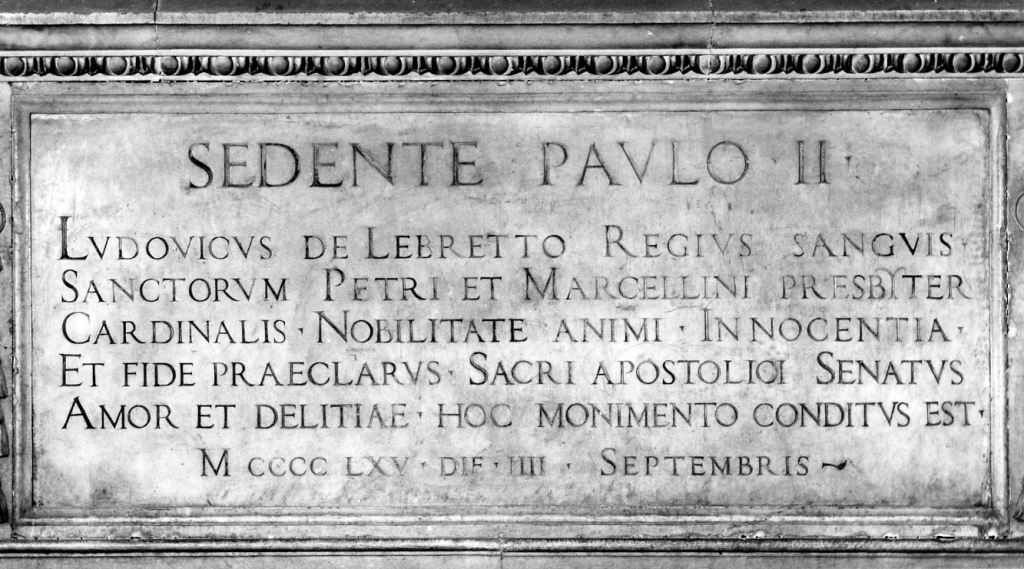 SEDENTE PAVLO · II ·
LVDOVICVS DE LEBRETTO REGIVS SANGVIS ·
SANCTORVM PETRI ET MARCELLINI PRESBYTER
CARDINALIS · NOBILITATE ANIMI · INNOCENTIA ·
ET FIDE PRAECLARVS · SACRI APOSTOLICI SENATVS
AMOR ET DELITIAE · HOC MONIMENTO CONDITVS EST ·
M CCCC LXV · DIE · IIII · SEPTEMBRIS ~